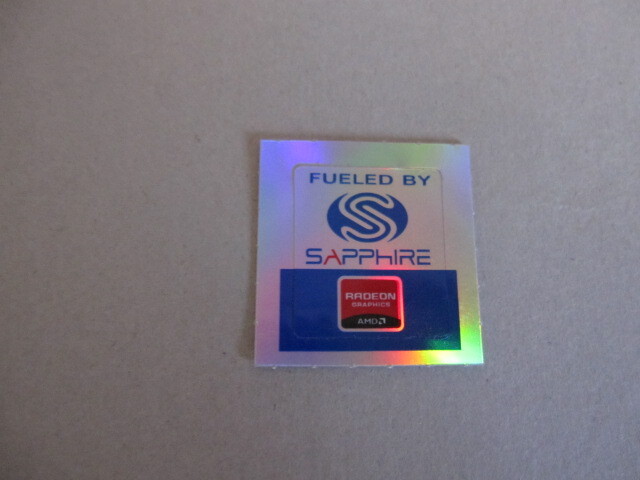 FUELED BY
SAPPHIRE
RADEON
GRAPHICS
AMD